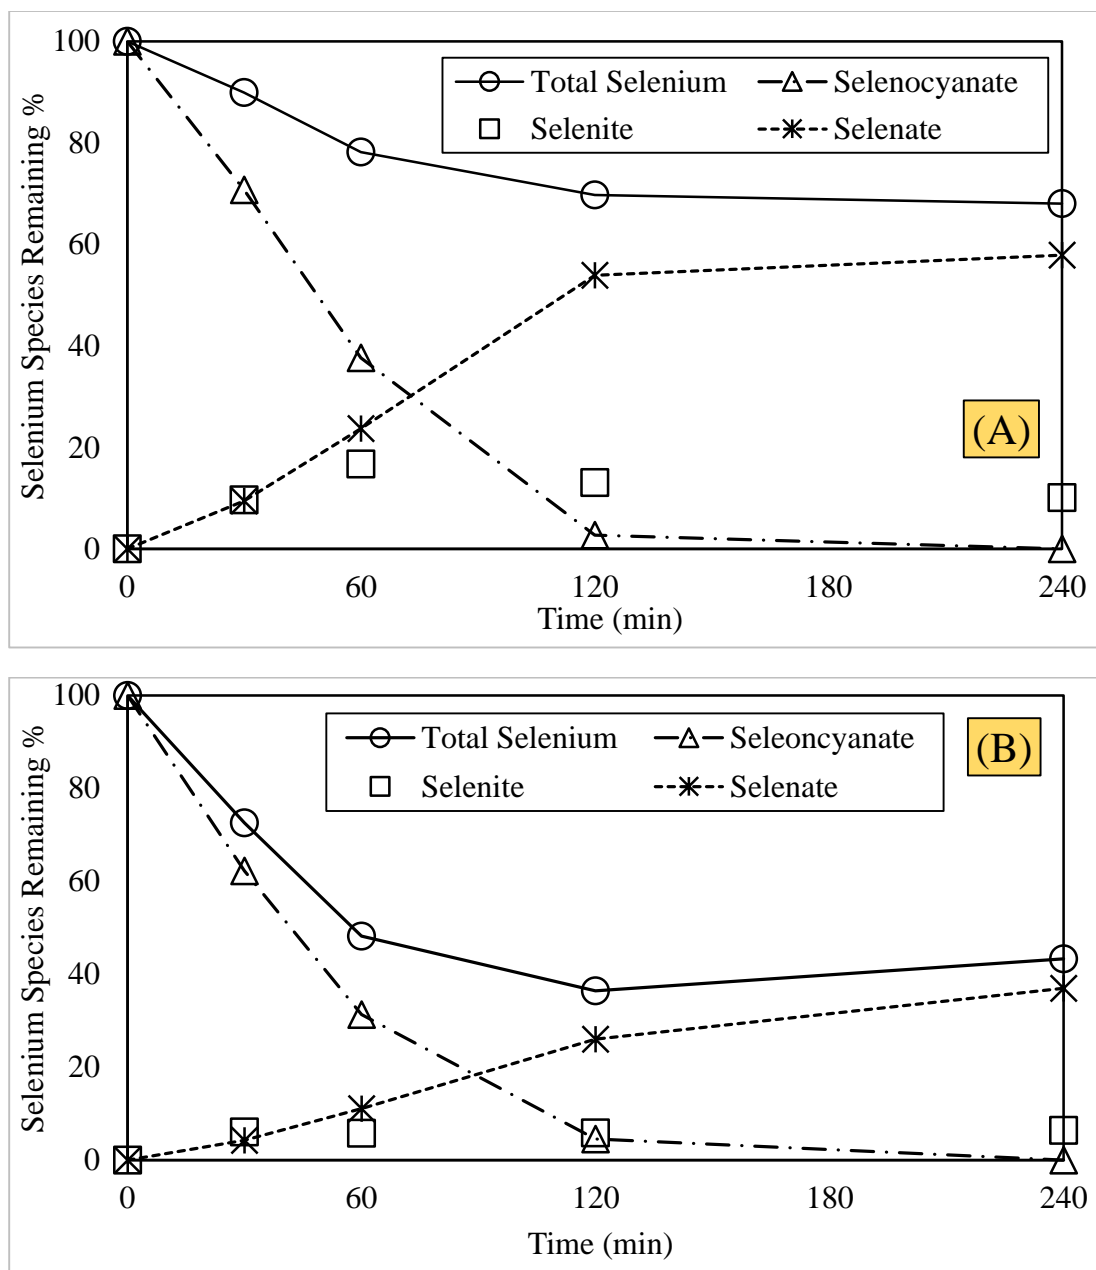 100
80
60
40
20
0
Selenium Species Remaining %
Total Selenium Selenocyanate
Selenite Selenate
(A)
0 60 120 180 240
Time (min)
100
80
60
40
20
0
Selenium Species Remaining %
Total Selenium Seleoncyanate
Selenite Selenate
(B)
0 60 120 180 240
Time (min)